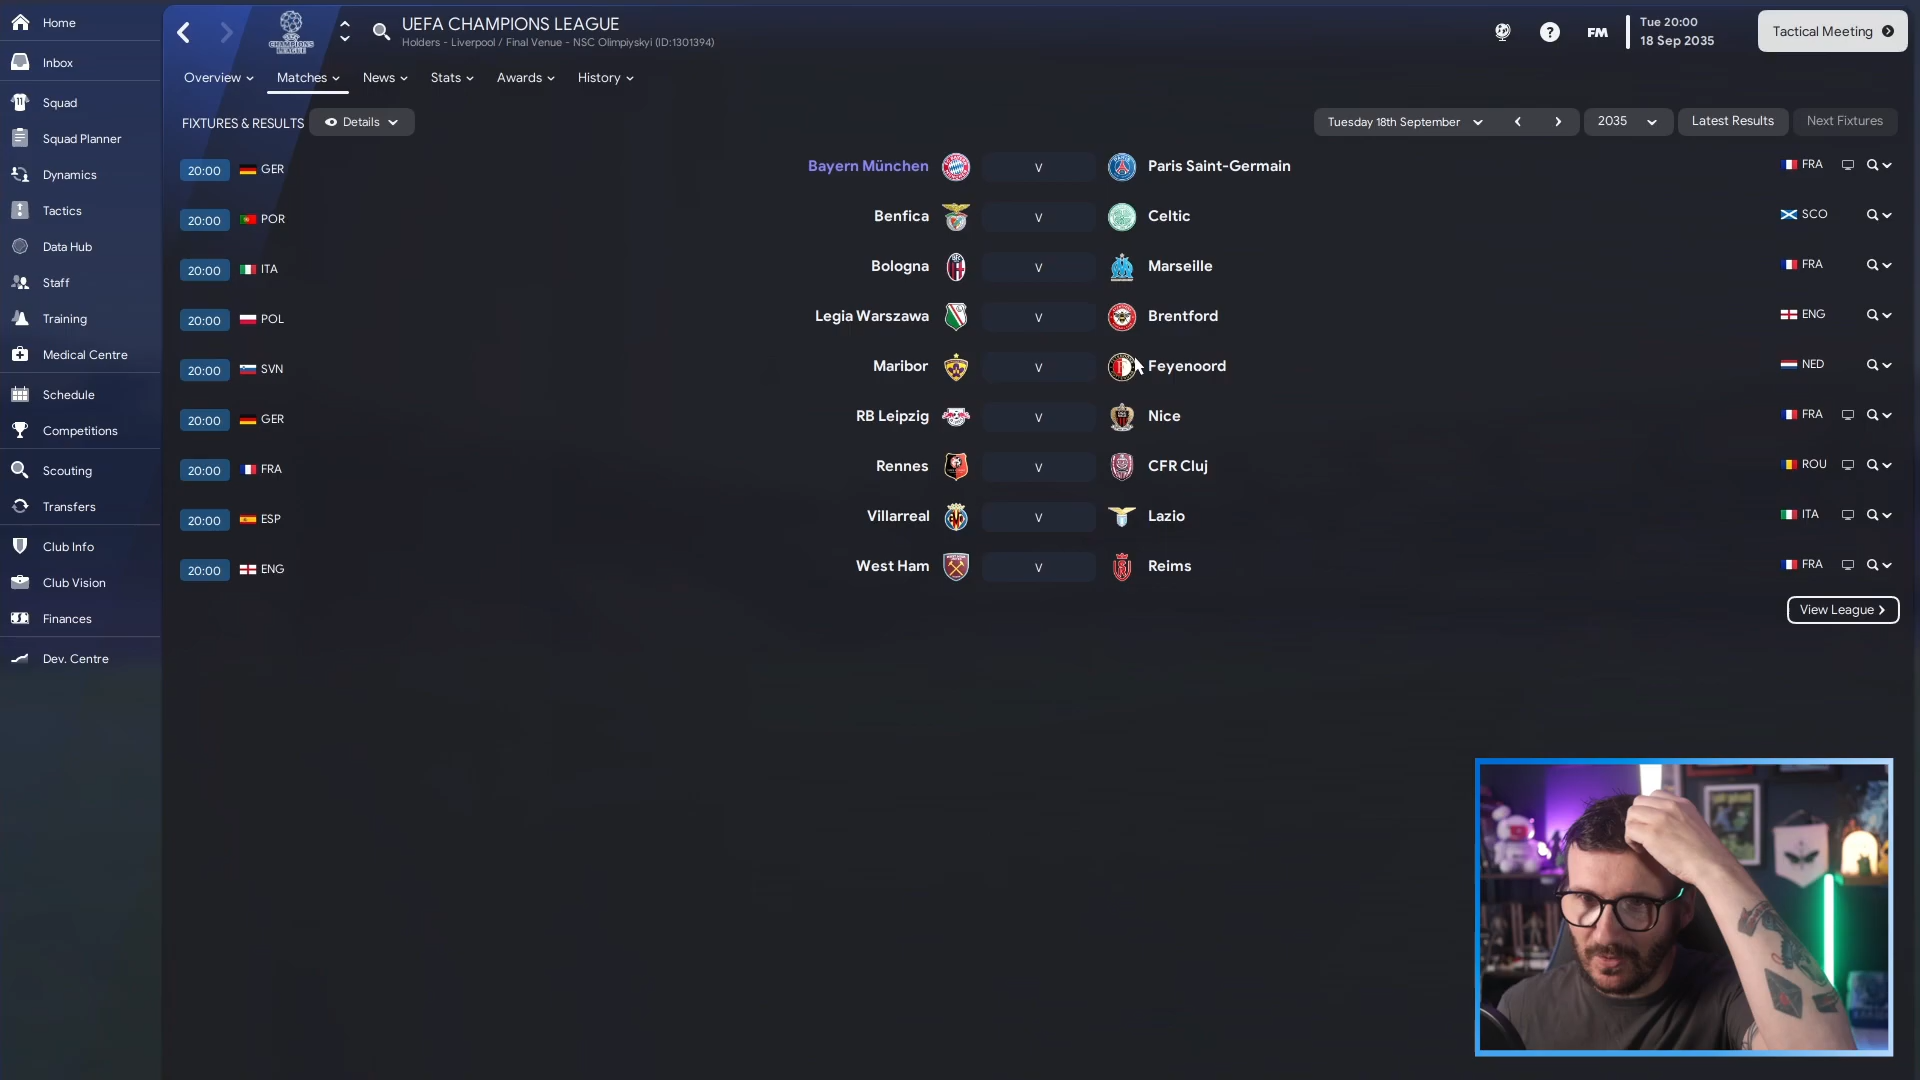 Home
Inbox
Squad
Squad Planner
Dynamics
Tactics
Data Hub
Staff
Training
Medical Centre
Schedule
Competitions
Scouting
Transfers
Club Info
Club Vision
Finances
Dev. Centre
CHAMPIONS LEAGUE
UEFA CHAMPIONS LEAGUE
Holders - Liverpool / Final Venue - NSC Olimpiyskyi (ID:1301394)
FM
Tue 20:00
18 Sep 2035
Tactical Meeting
Overview Matches News Stats Awards History
FIXTURES & RESULTS Details
Tuesday 18th September 2035 Latest Results Next Fixtures
20:00 GER Bayern München v Paris Saint-Germain FRA
20:00 POR Benfica v Celtic SCO
20:00 ITA Bologna v Marseille FRA
20:00 POL Legia Warszawa v Brentford ENG
20:00 SVN Maribor v Feyenoord NED
20:00 GER RB Leipzig v Nice FRA
20:00 FRA Rennes v CFR Cluj ROU
20:00 ESP Villarreal v Lazio ITA
20:00 ENG West Ham v Reims FRA
View League